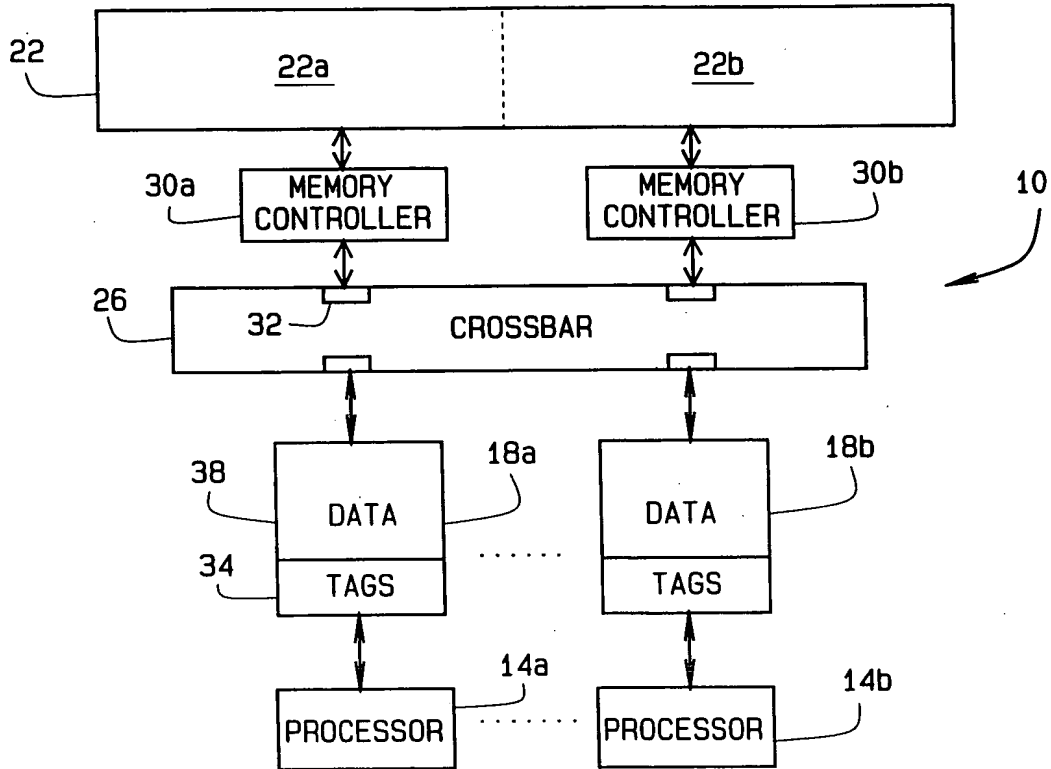 22
22a
22b
30a
MEMORY
CONTROLLER
MEMORY
CONTROLLER
30b
10
26
32
CROSSBAR
38
DATA
18a
DATA
18b
34
TAGS
TAGS
14a
14b
PROCESSOR
PROCESSOR